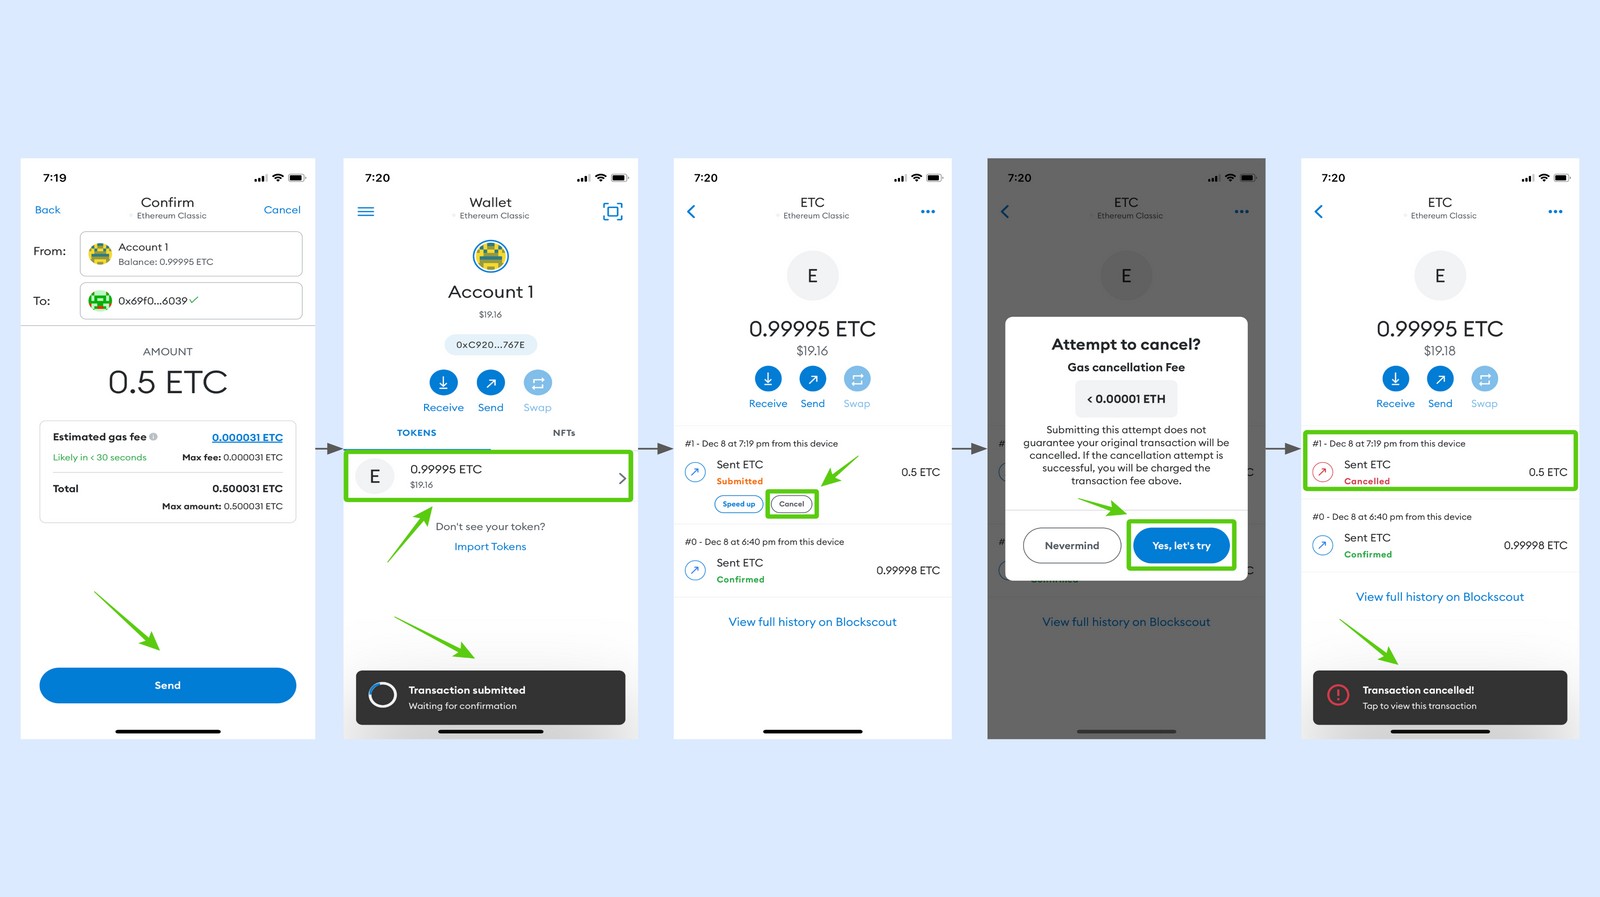 7:19
Confirm
Ethereum Classic
Back
Cancel
From:
Account 1
Balance: 0.99995 ETC
To:
0x69f0...6039
AMOUNT
0.5 ETC
Estimated gas fee
0.000031 ETC
Likely in < 30 seconds
Max fee: 0.000031 ETC
Total
0.500031 ETC
Max amount: 0.500031 ETC
Send
7:20
Wallet
Ethereum Classic
Account 1
$19.16
0xC920...767E
Receive
Send
Swap
TOKENS
NFTs
E
0.99995 ETC
$19.16
Don't see your token?
Import Tokens
Transaction submitted
Waiting for confirmation
7:20
ETC
Ethereum Classic
E
0.99995 ETC
$19.16
Receive
Send
Swap
#1 - Dec 8 at 7:19 pm from this device
Sent ETC
0.5 ETC
Submitted
Speed up
Cancel
#0 - Dec 8 at 6:40 pm from this device
Sent ETC
0.99998 ETC
Confirmed
View full history on Blockscout
7:20
ETC
Ethereum Classic
E
Attempt to cancel?
Gas cancellation Fee
< 0.00001 ETH
Submitting this attempt does not
guarantee your original transaction will be
cancelled. If the cancellation attempt is
successful, you will be charged the
transaction fee above.
Nevermind
Yes, let's try
View full history on Blockscout
7:20
ETC
Ethereum Classic
E
0.99995 ETC
$19.18
Receive
Send
Swap
#1 - Dec 8 at 7:19 pm from this device
Sent ETC
0.5 ETC
Cancelled
#0 - Dec 8 at 6:40 pm from this device
Sent ETC
0.99998 ETC
Confirmed
View full history on Blockscout
Transaction cancelled!
Tap to view this transaction